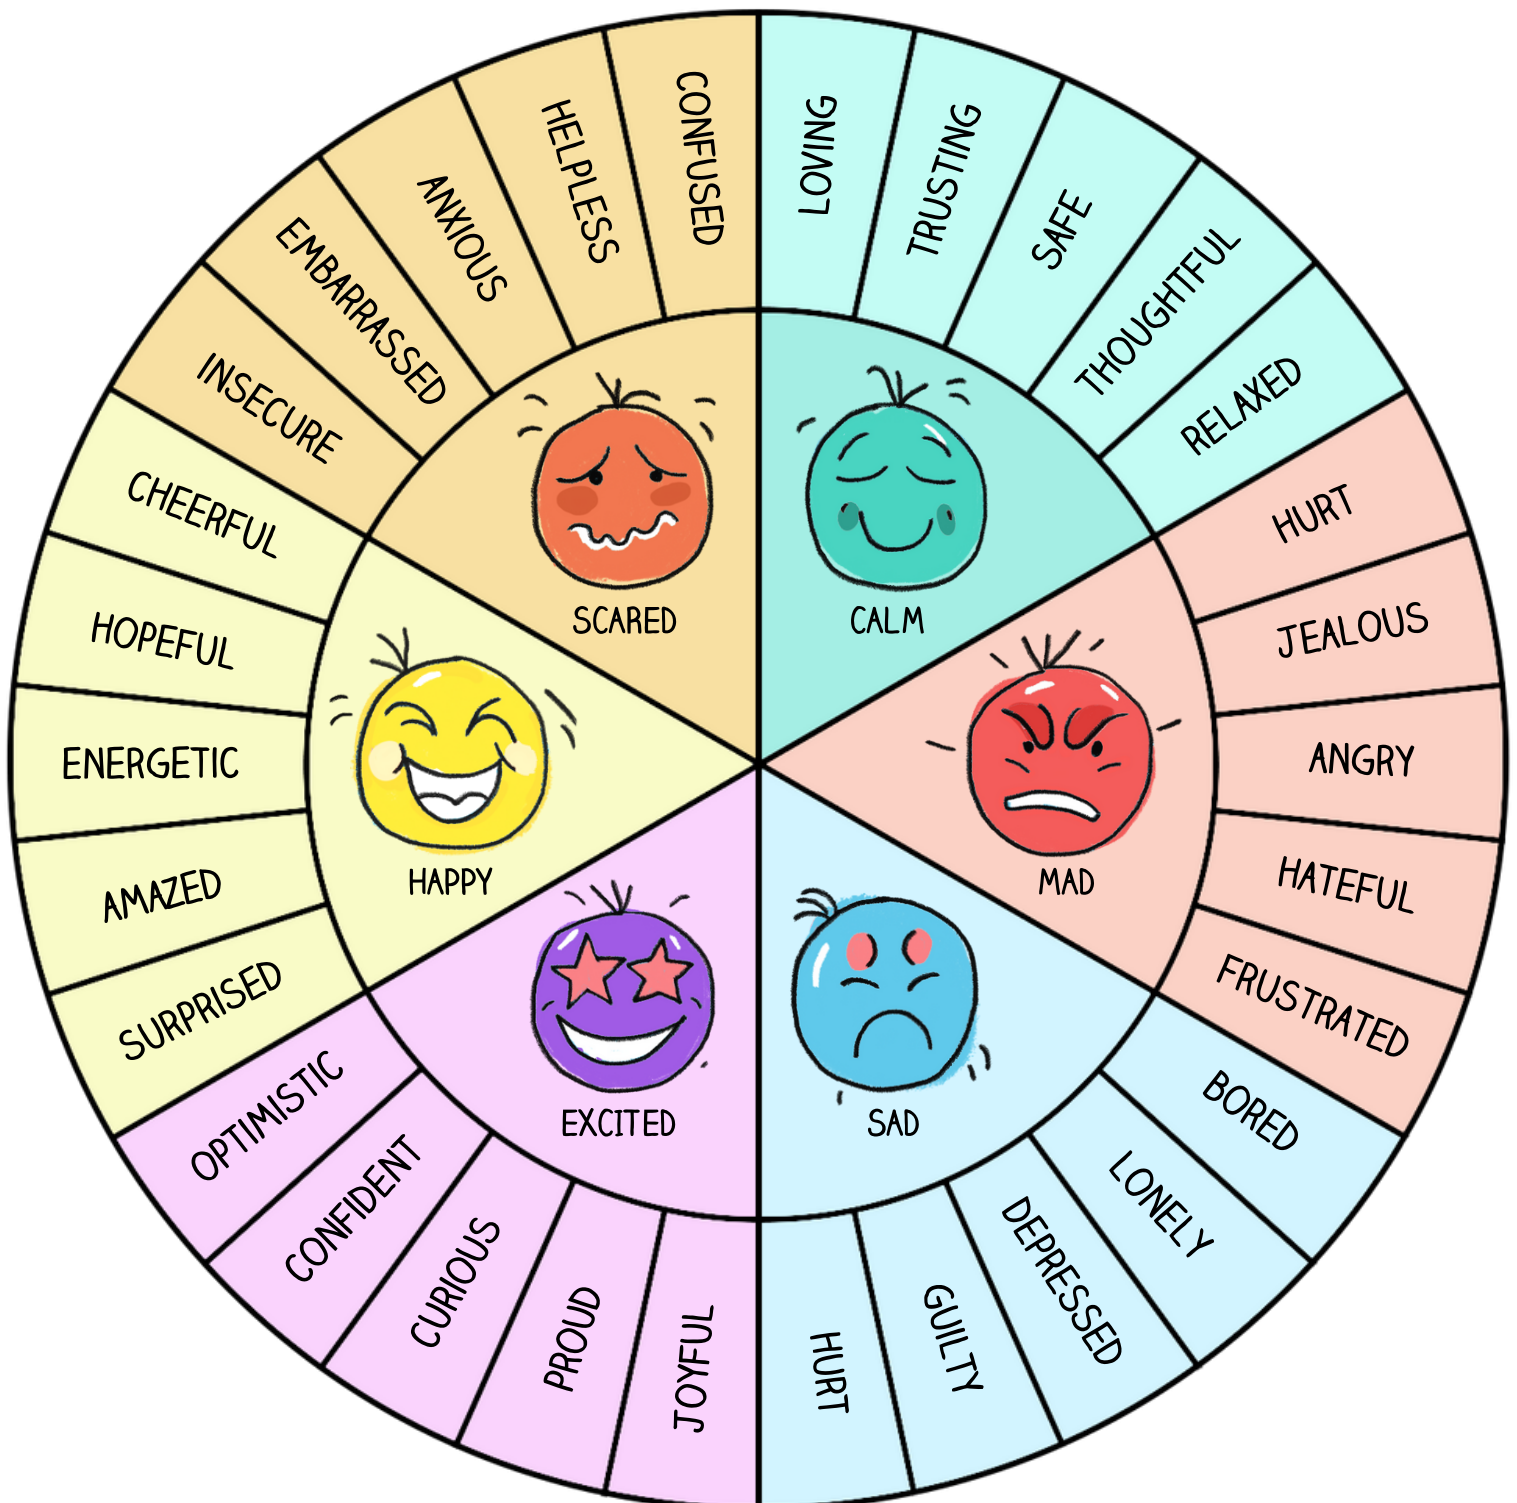 CONFUSED
LOVING
TRUSTING
SAFE
THOUGHTFUL
RELAXED
HURT
JEALOUS
ANGRY
HATEFUL
FRUSTRATED
BORED
LONELY
DEPRESSED
GUILTY
HURT
JOYFUL
PROUD
CURIOUS
CONFIDENT
OPTIMISTIC
SURPRISED
AMAZED
ENERGETIC
HOPEFUL
CHEERFUL
INSECURE
EMBARRASSED
ANXIOUS
HELPLESS
SCARED
CALM
HAPPY
MAD
EXCITED
SAD